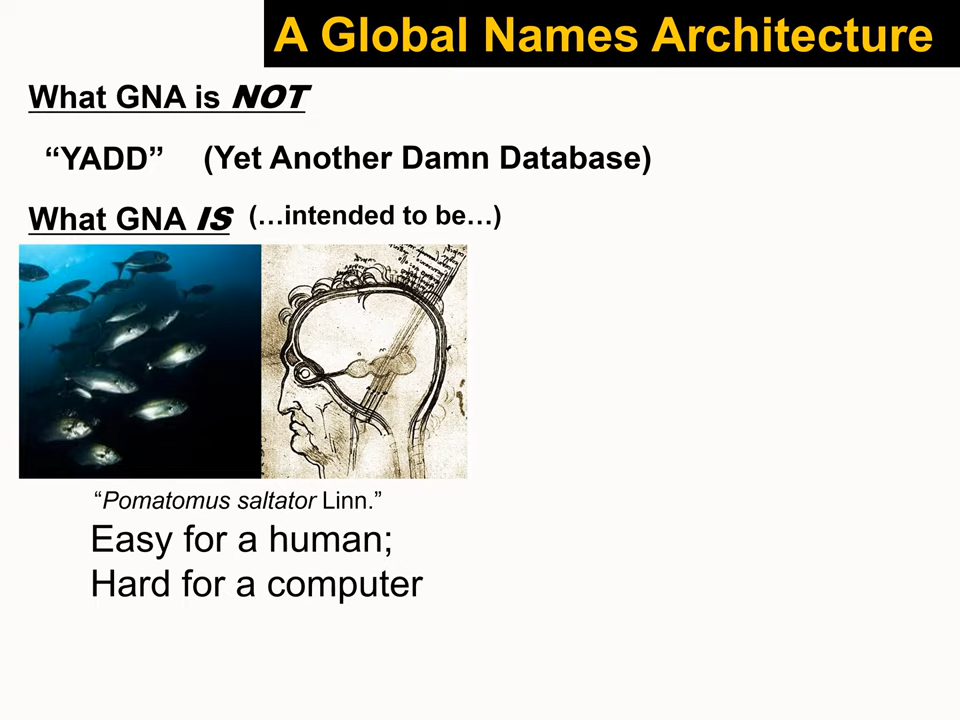 A Global Names Architecture
What GNA is NOT
“YADD” (Yet Another Damn Database)
What GNA IS (…intended to be…)
“Pomatomus saltator Linn.”
Easy for a human;
Hard for a computer